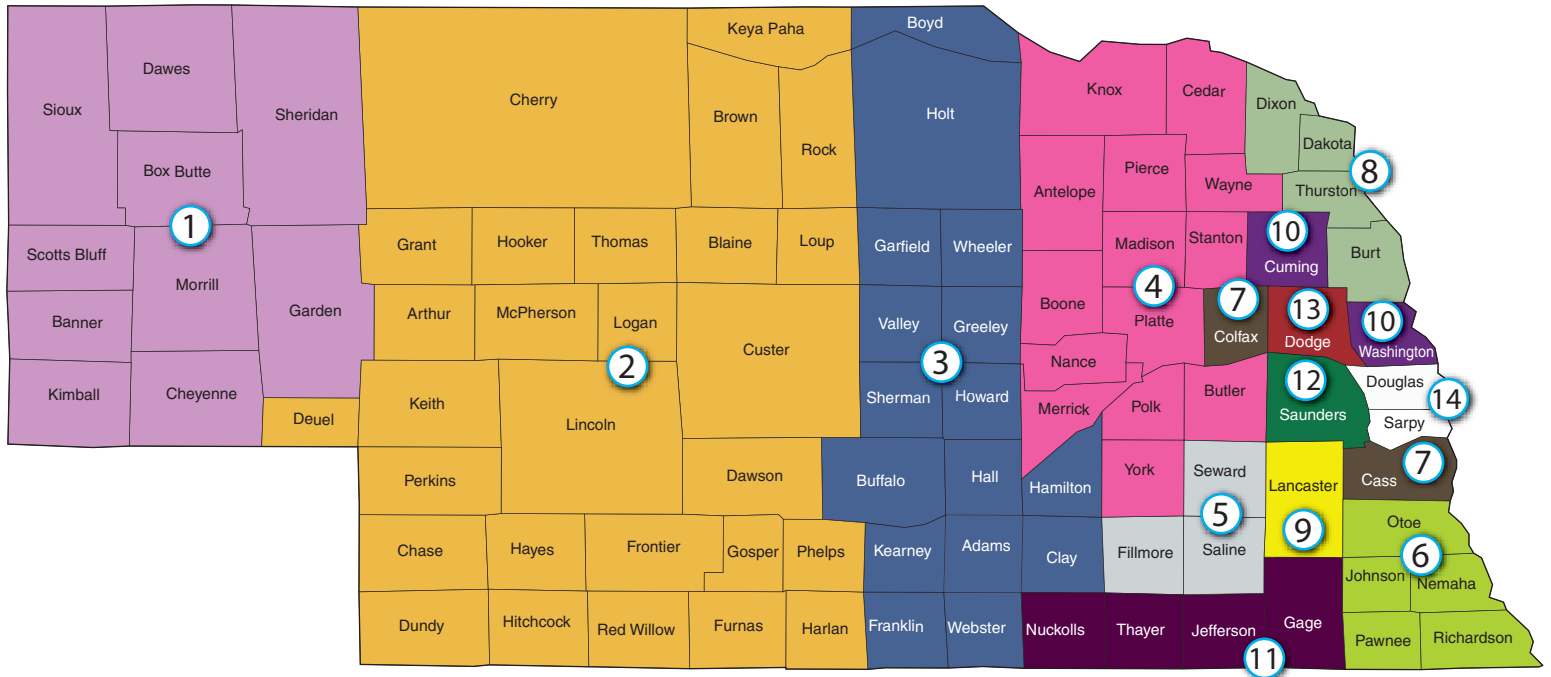 Sioux
Dawes
Sheridan
Box Butte
1
Scotts Bluff
Morrill
Banner
Garden
Kimball
Cheyenne
Deuel
Cherry
Keya Paha
Brown
Rock
Grant
Hooker
Thomas
Blaine
Loup
Arthur
McPherson
Logan
Custer
2
Keith
Lincoln
Perkins
Dawson
Chase
Hayes
Frontier
Gosper
Phelps
Dundy
Hitchcock
Red Willow
Furnas
Harlan
Boyd
Holt
Garfield
Wheeler
Valley
Greeley
3
Sherman
Howard
Buffalo
Hall
Hamilton
Kearney
Adams
Clay
Franklin
Webster
Knox
Cedar
Pierce
Antelope
Wayne
Madison
Stanton
4
Boone
Platte
Nance
Merrick
Polk
Butler
York
Dixon
Dakota
8
Thurston
Burt
10
Cuming
7
Colfax
13
Dodge
10
Washington
12
Saunders
Douglas
14
Sarpy
Seward
5
Fillmore
Saline
Lancaster
9
7
Cass
Otoe
6
Johnson
Nemaha
Pawnee
Richardson
Nuckolls
Thayer
Jefferson
Gage
11